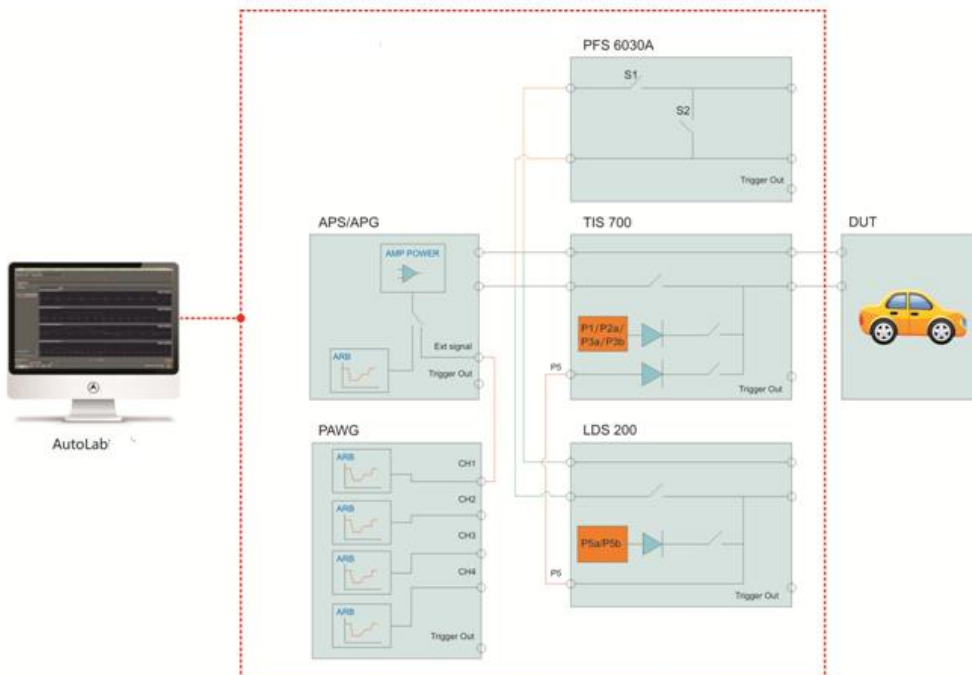 PFS 6030A
S1
S2
Trigger Out
APS/APG
AMP POWER
ARB
Ext signal
Trigger Out
TIS 700
P1/P2a/
P3a/P3b
P5
Trigger Out
DUT
AutoLab
PAWG
ARB
CH1
CH2
ARB
CH3
ARB
CH4
ARB
Trigger Out
LDS 200
P5a/P5b
P5
Trigger Out